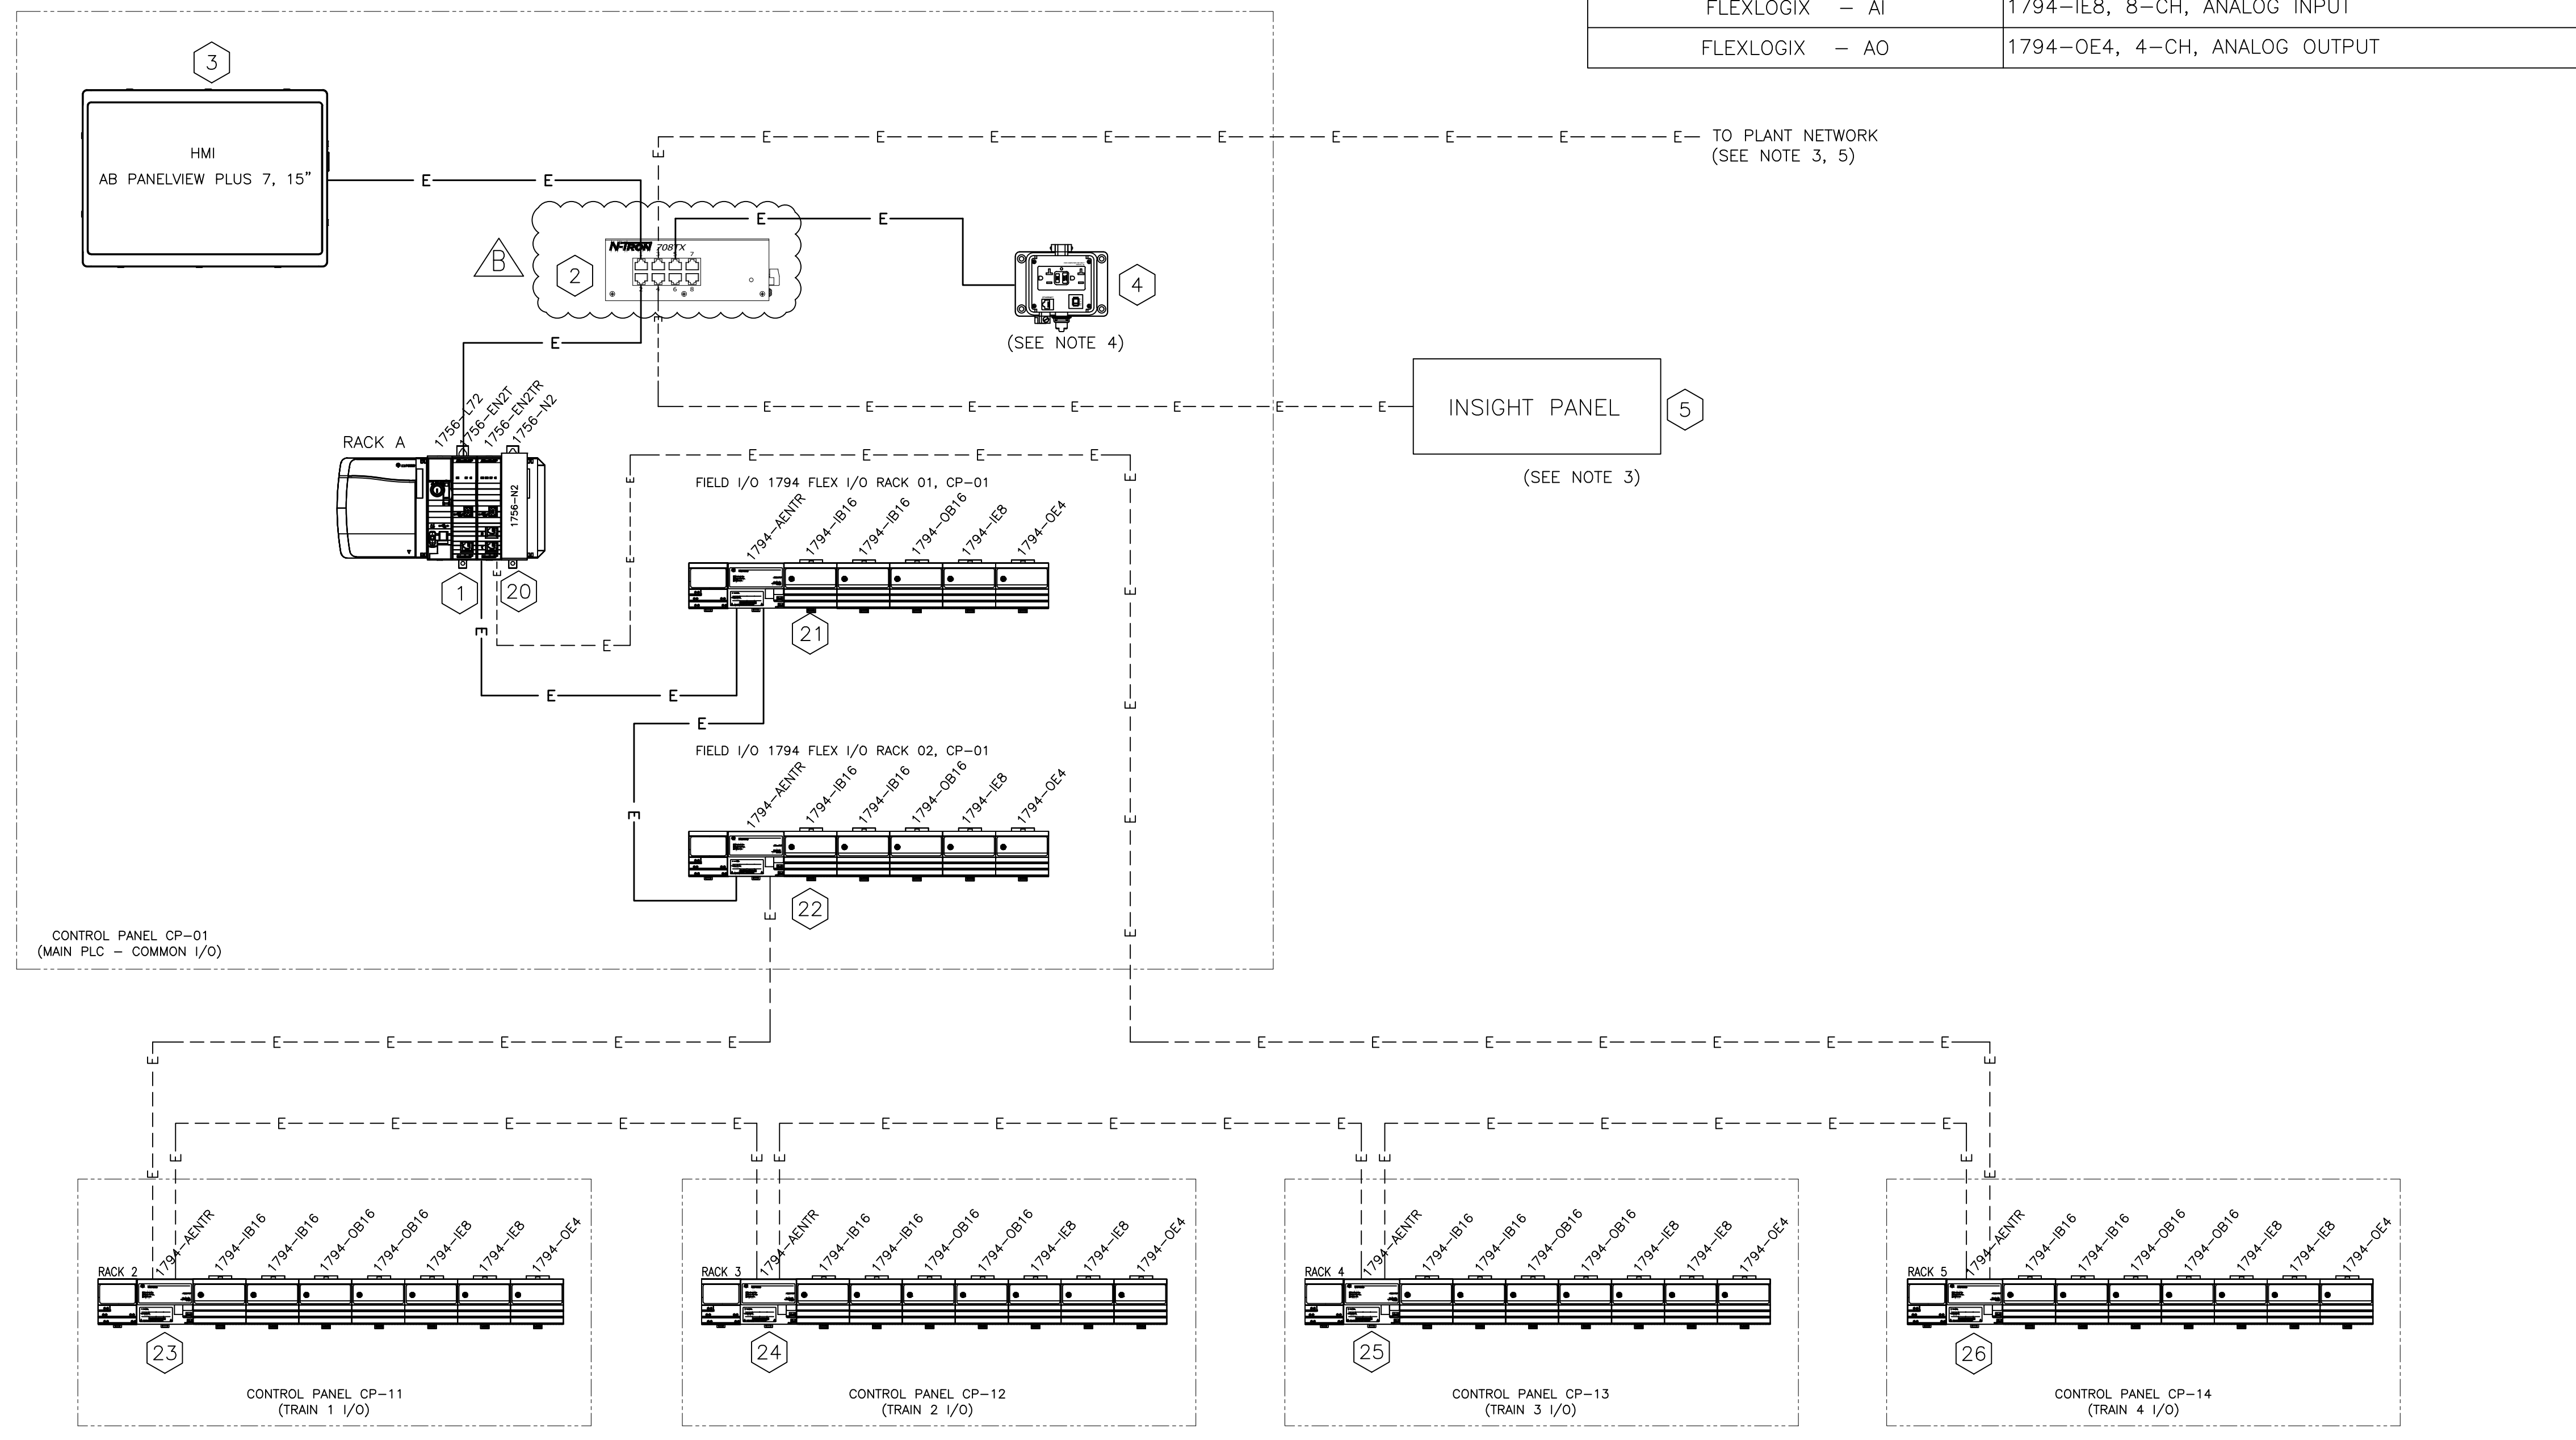 FLEXLOGIX – AI
1794–IE8, 8–CH, ANALOG INPUT
FLEXLOGIX – AO
1794–OE4, 4–CH, ANALOG OUTPUT
3
HMI
AB PANELVIEW PLUS 7, 15"
E
E
E E E E E E E E E
TO PLANT NETWORK
(SEE NOTE 3, 5)
E
E
E
B
2
N-TRON 708TX
3 5 7
2 4 6 8
4
(SEE NOTE 4)
E
E
E E E E E E E
INSIGHT PANEL
5
(SEE NOTE 3)
RACK A
1756–L72
1756–EN2T
1756–EN2TR
1756–N2
1756–N2
1
20
E
E
E
E
E
E
E E E E
E
E
E
E
E
E
E
FIELD I/O 1794 FLEX I/O RACK 01, CP–01
1794–AENTR
1794–IB16
1794–IB16
1794–OB16
1794–IE8
1794–OE4
21
E
E
E
E
FIELD I/O 1794 FLEX I/O RACK 02, CP–01
1794–AENTR
1794–IB16
1794–IB16
1794–OB16
1794–IE8
1794–OE4
22
E
CONTROL PANEL CP–01
(MAIN PLC – COMMON I/O)
E E E E E
E E E E E E E
E
E
E E E E E
E E E E E
E E E E E
E
E
E
E
E
E
E
E
E
RACK 2
1794–AENTR
1794–IB16
1794–IB16
1794–OB16
1794–OB16
1794–IE8
1794–IE8
1794–OE4
23
CONTROL PANEL CP–11
(TRAIN 1 I/O)
RACK 3
1794–AENTR
1794–IB16
1794–IB16
1794–OB16
1794–OB16
1794–IE8
1794–IE8
1794–OE4
24
CONTROL PANEL CP–12
(TRAIN 2 I/O)
RACK 4
1794–AENTR
1794–IB16
1794–IB16
1794–OB16
1794–OB16
1794–IE8
1794–IE8
1794–OE4
25
CONTROL PANEL CP–13
(TRAIN 3 I/O)
RACK 5
1794–AENTR
1794–IB16
1794–IB16
1794–OB16
1794–OB16
1794–IE8
1794–IE8
1794–OE4
26
CONTROL PANEL CP–14
(TRAIN 4 I/O)